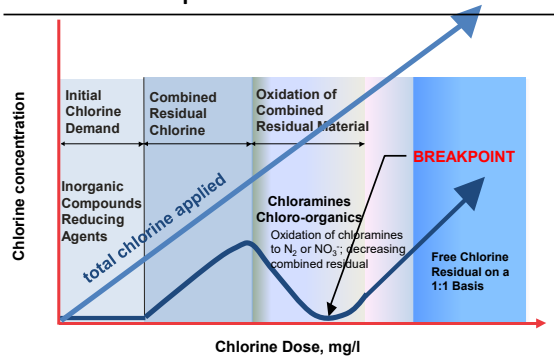 Initial
Chlorine
Demand
Combined
Residual
Chlorine
Oxidation of
Combined
Residual Material
BREAKPOINT
Inorganic
Compounds
Reducing
Agents
total chlorine applied
Chloramines
Chloro-organics
Oxidation of chloramines
to N₂ or NO₃⁻; decreasing
combined residual
Free Chlorine
Residual on a
1:1 Basis
Chlorine concentration
Chlorine Dose, mg/l